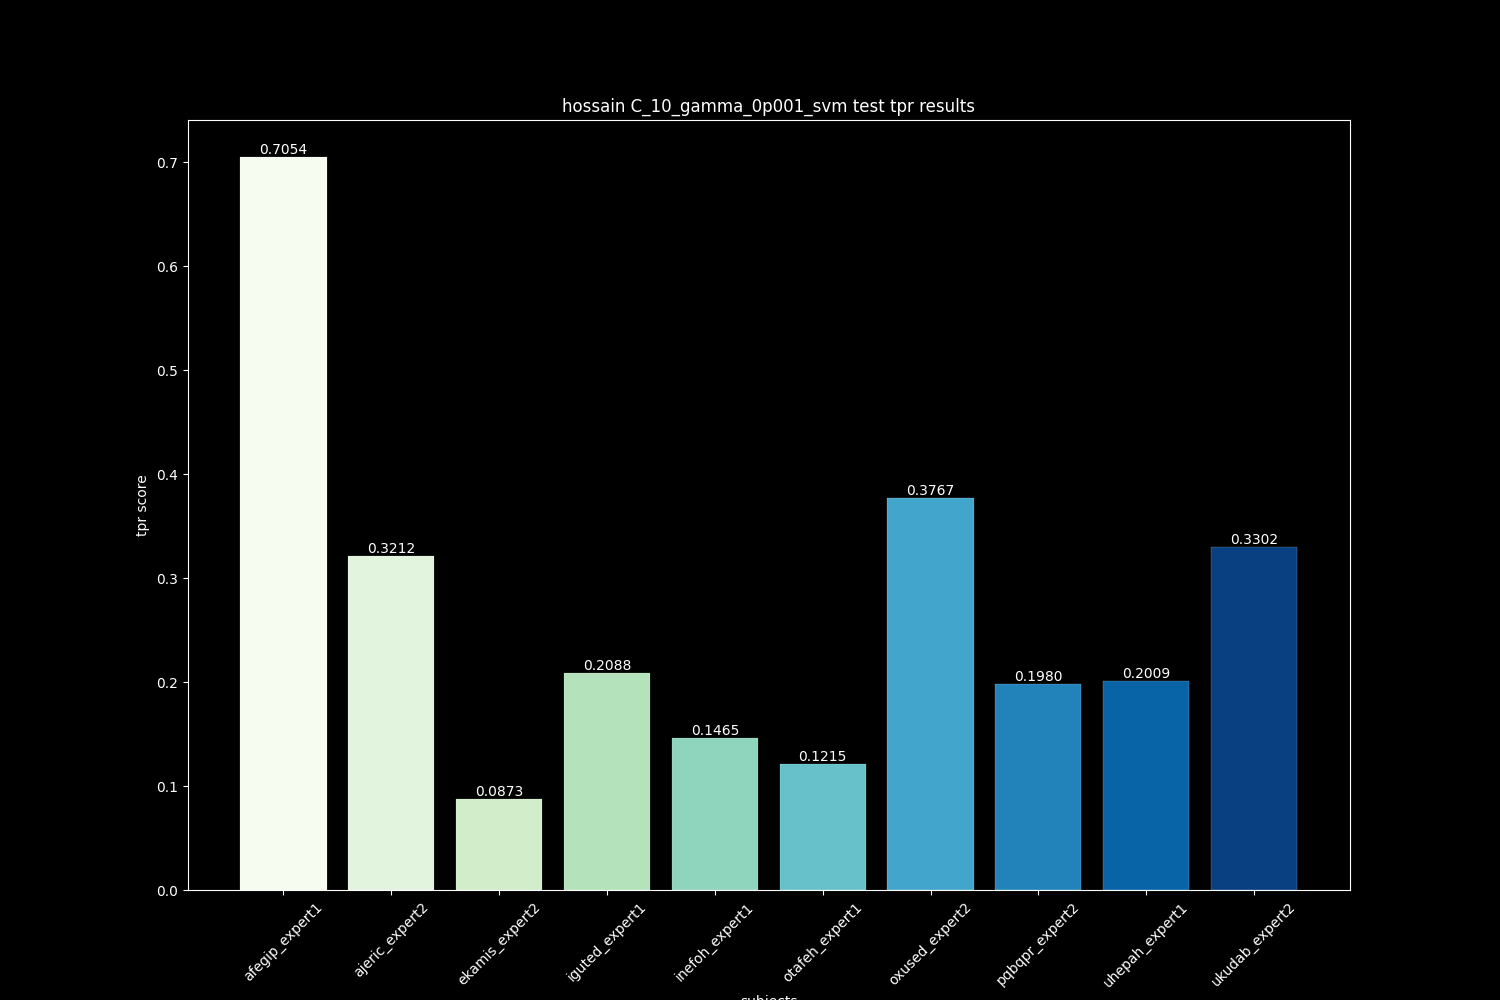 hossain C_10_gamma_0p001_svm test tpr results
0.7054
0.3212
0.0873
0.2088
0.1465
0.1215
0.3767
0.1980
0.2009
0.3302
0.7
0.6
0.5
0.4
0.3
0.2
0.1
0.0
tpr score
afegip_expert1
ajeric_expert2
ekamis_expert2
iguted_expert1
inefoh_expert1
otafeh_expert1
oxused_expert2
pqbqpr_expert2
uhepah_expert1
ukudab_expert2
subjects